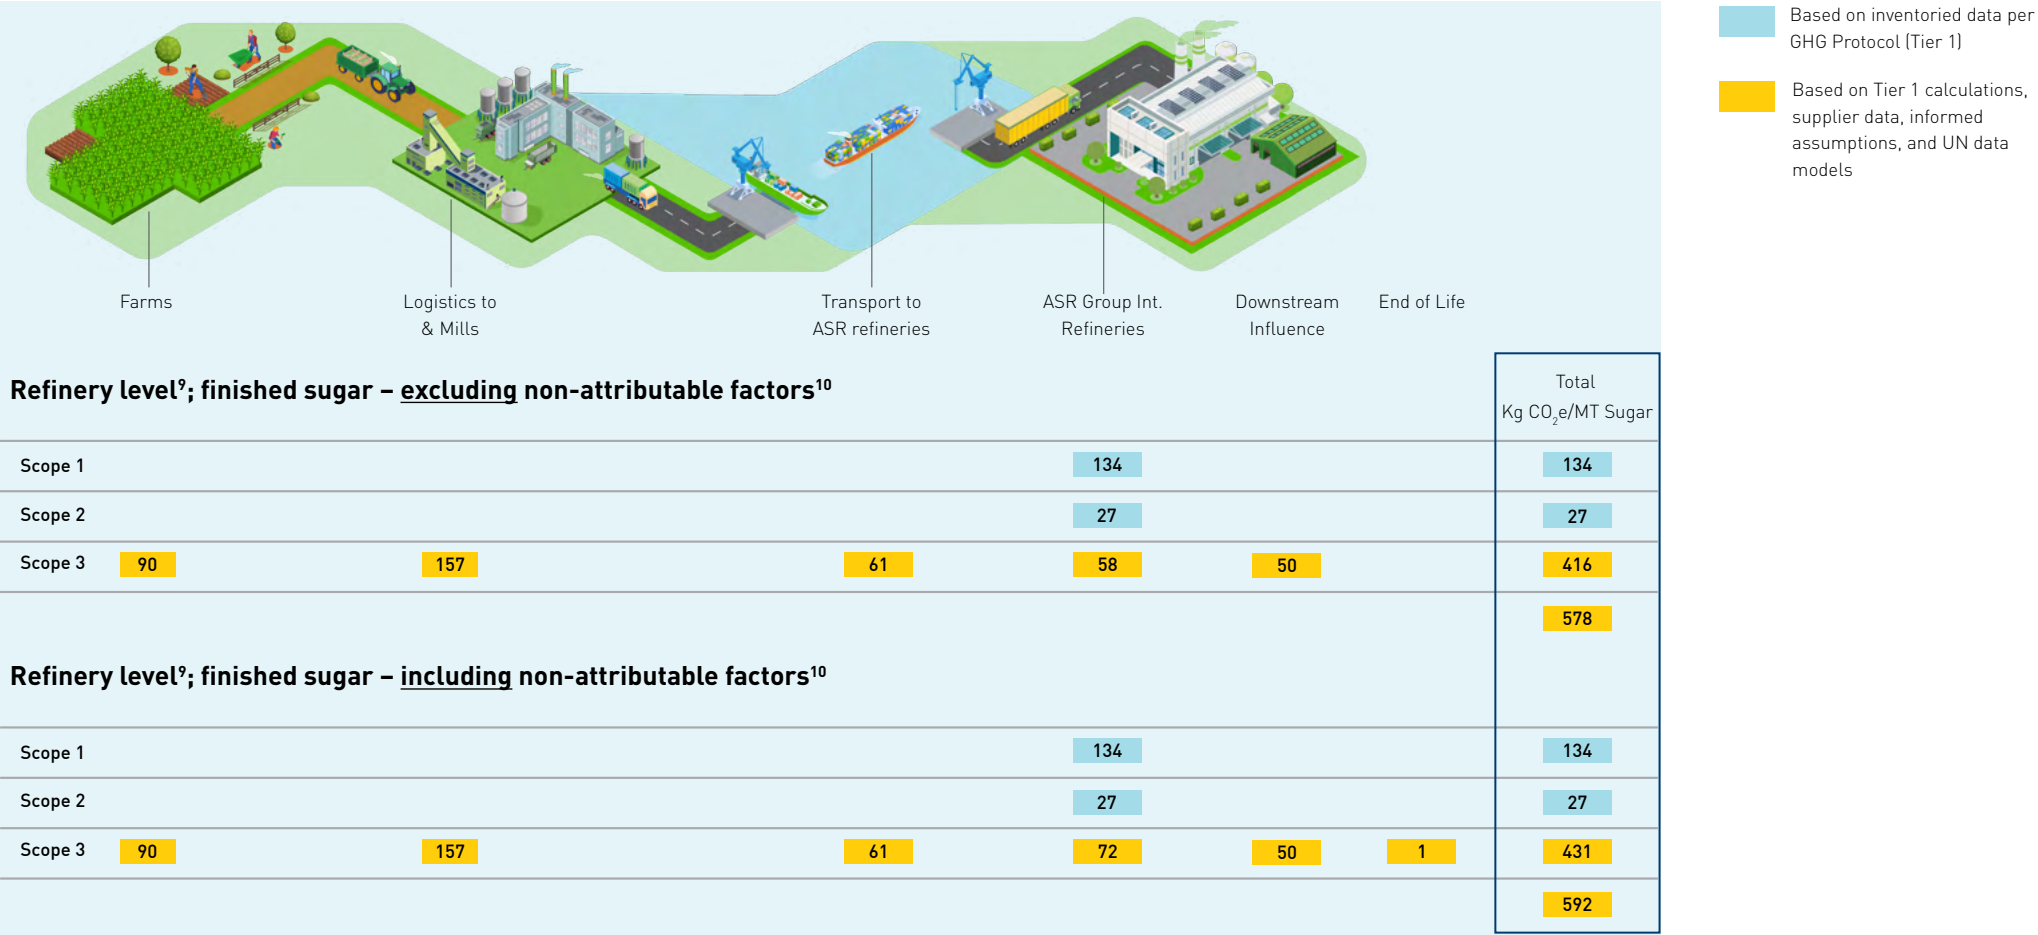 Based on inventoried data per
GHG Protocol (Tier 1)
Based on Tier 1 calculations,
supplier data, informed
assumptions, and UN data
models
Farms
Logistics to
& Mills
Transport to
ASR refineries
ASR Group Int.
Refineries
Downstream
Influence
End of Life
Refinery level⁹; finished sugar – excluding non-attributable factors¹⁰
Total
Kg CO₂e/MT Sugar
Scope 1 134 134
Scope 2 27 27
Scope 3 90 157 61 58 50 416
578
Refinery level⁹; finished sugar – including non-attributable factors¹⁰
Scope 1 134 134
Scope 2 27 27
Scope 3 90 157 61 72 50 1 431
592